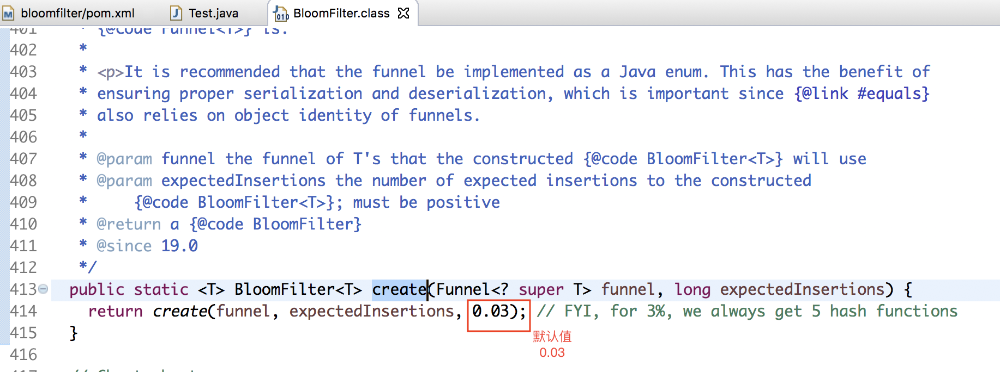 bloomfilter/pom.xml Test.java BloomFilter.class
401 * {@code Funnel<T>} is.
402 *
403 * <p>It is recommended that the funnel be implemented as a Java enum. This has the benefit of
404 * ensuring proper serialization and deserialization, which is important since {@link #equals}
405 * also relies on object identity of funnels.
406 *
407 * @param funnel the funnel of T's that the constructed {@code BloomFilter<T>} will use
408 * @param expectedInsertions the number of expected insertions to the constructed
409 * {@code BloomFilter<T>}; must be positive
410 * @return a {@code BloomFilter}
411 * @since 19.0
412 */
413 public static <T> BloomFilter<T> create(Funnel<? super T> funnel, long expectedInsertions) {
414 return create(funnel, expectedInsertions, 0.03); // FYI, for 3%, we always get 5 hash functions
415 }
默认值
0.03
416